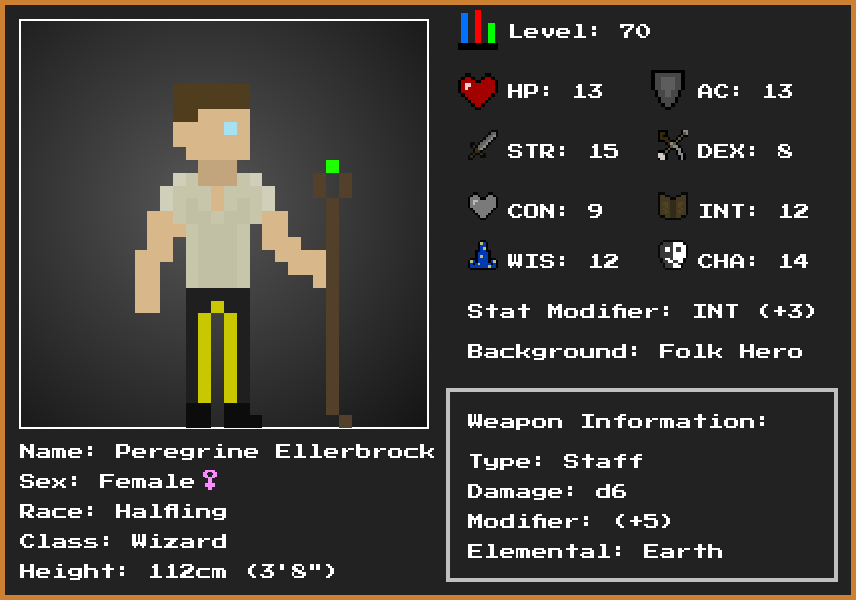 Level: 70
HP: 13
AC: 13
STR: 15
DEX: 8
CON: 9
INT: 12
WIS: 12
CHA: 14
Stat Modifier: INT (+3)
Background: Folk Hero
Weapon Information:
Type: Staff
Damage: d6
Modifier: (+5)
Elemental: Earth
Name: Peregrine Ellerbrock
Sex: Female♀
Race: Halfling
Class: Wizard
Height: 112cm (3'8")